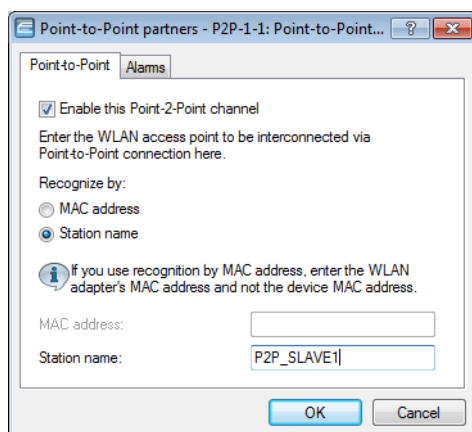 Point-to-Point partners - P2P-1-1: Point-to-Point...
Point-to-Point
Alarms
Enable this Point-2-Point channel
Enter the WLAN access point to be interconnected via
Point-to-Point connection here.
Recognize by:
MAC address
Station name
If you use recognition by MAC address, enter the WLAN
adapter's MAC address and not the device MAC address.
MAC address:
Station name: P2P_SLAVE1
OK Cancel